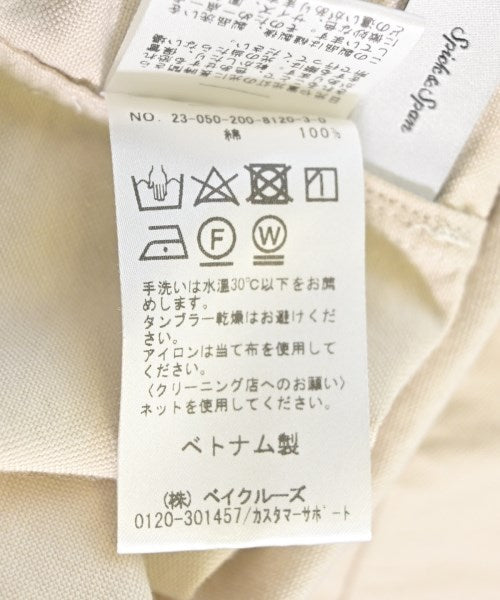 Spick & Span
NO. 23-050-200-8120-3-0
綿 100%
F W
手洗いは水温30℃以下をお薦
めします。
タンブラー乾燥はお避けくだ
さい。
アイロンは当て布を使用して
ください。
〈クリーニング店へのお願い〉
ネットを使用してください。
ベトナム製
(株) ベイクルーズ
0120-301457/カスタマーサポート